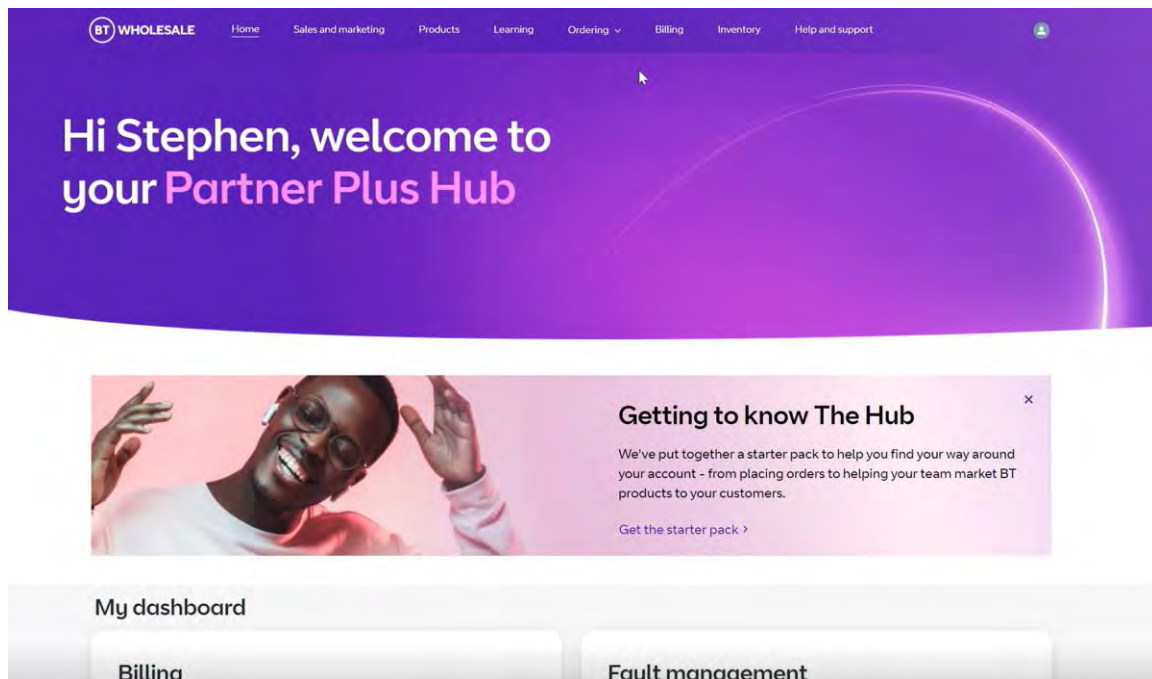 BT WHOLESALE Home Sales and marketing Products Learning Ordering Billing Inventory Help and support
Hi Stephen, welcome to
your Partner Plus Hub
Getting to know The Hub
We've put together a starter pack to help you find your way around
your account - from placing orders to helping your team market BT
products to your customers.
Get the starter pack >
My dashboard
Billing Fault management